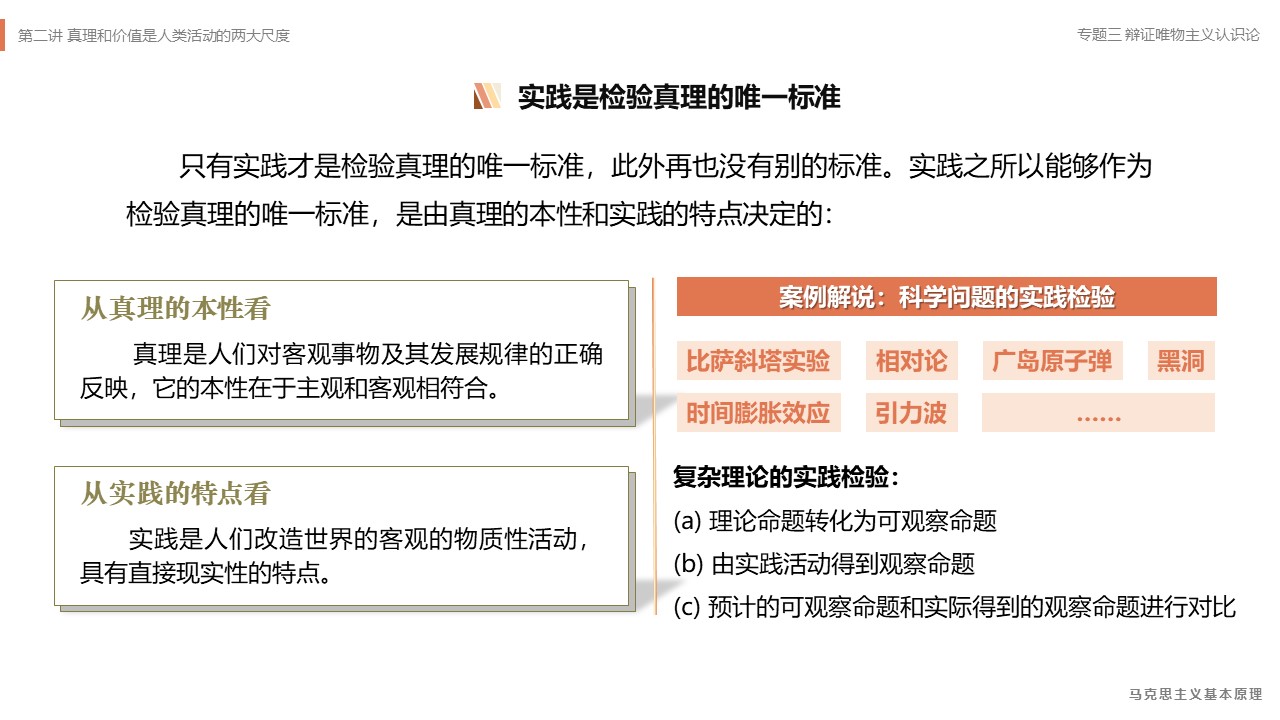 第二讲 真理和价值是人类活动的两大尺度
专题三 辩证唯物主义认识论
实践是检验真理的唯一标准
只有实践才是检验真理的唯一标准，此外再也没有别的标准。实践之所以能够作为
检验真理的唯一标准，是由真理的本性和实践的特点决定的：
从真理的本性看
真理是人们对客观事物及其发展规律的正确
反映，它的本性在于主观和客观相符合。
从实践的特点看
实践是人们改造世界的客观的物质性活动，
具有直接现实性的特点。
案例解说：科学问题的实践检验
比萨斜塔实验 相对论 广岛原子弹 黑洞
时间膨胀效应 引力波 ……
复杂理论的实践检验：
(a) 理论命题转化为可观察命题
(b) 由实践活动得到观察命题
(c) 预计的可观察命题和实际得到的观察命题进行对比
马克思主义基本原理